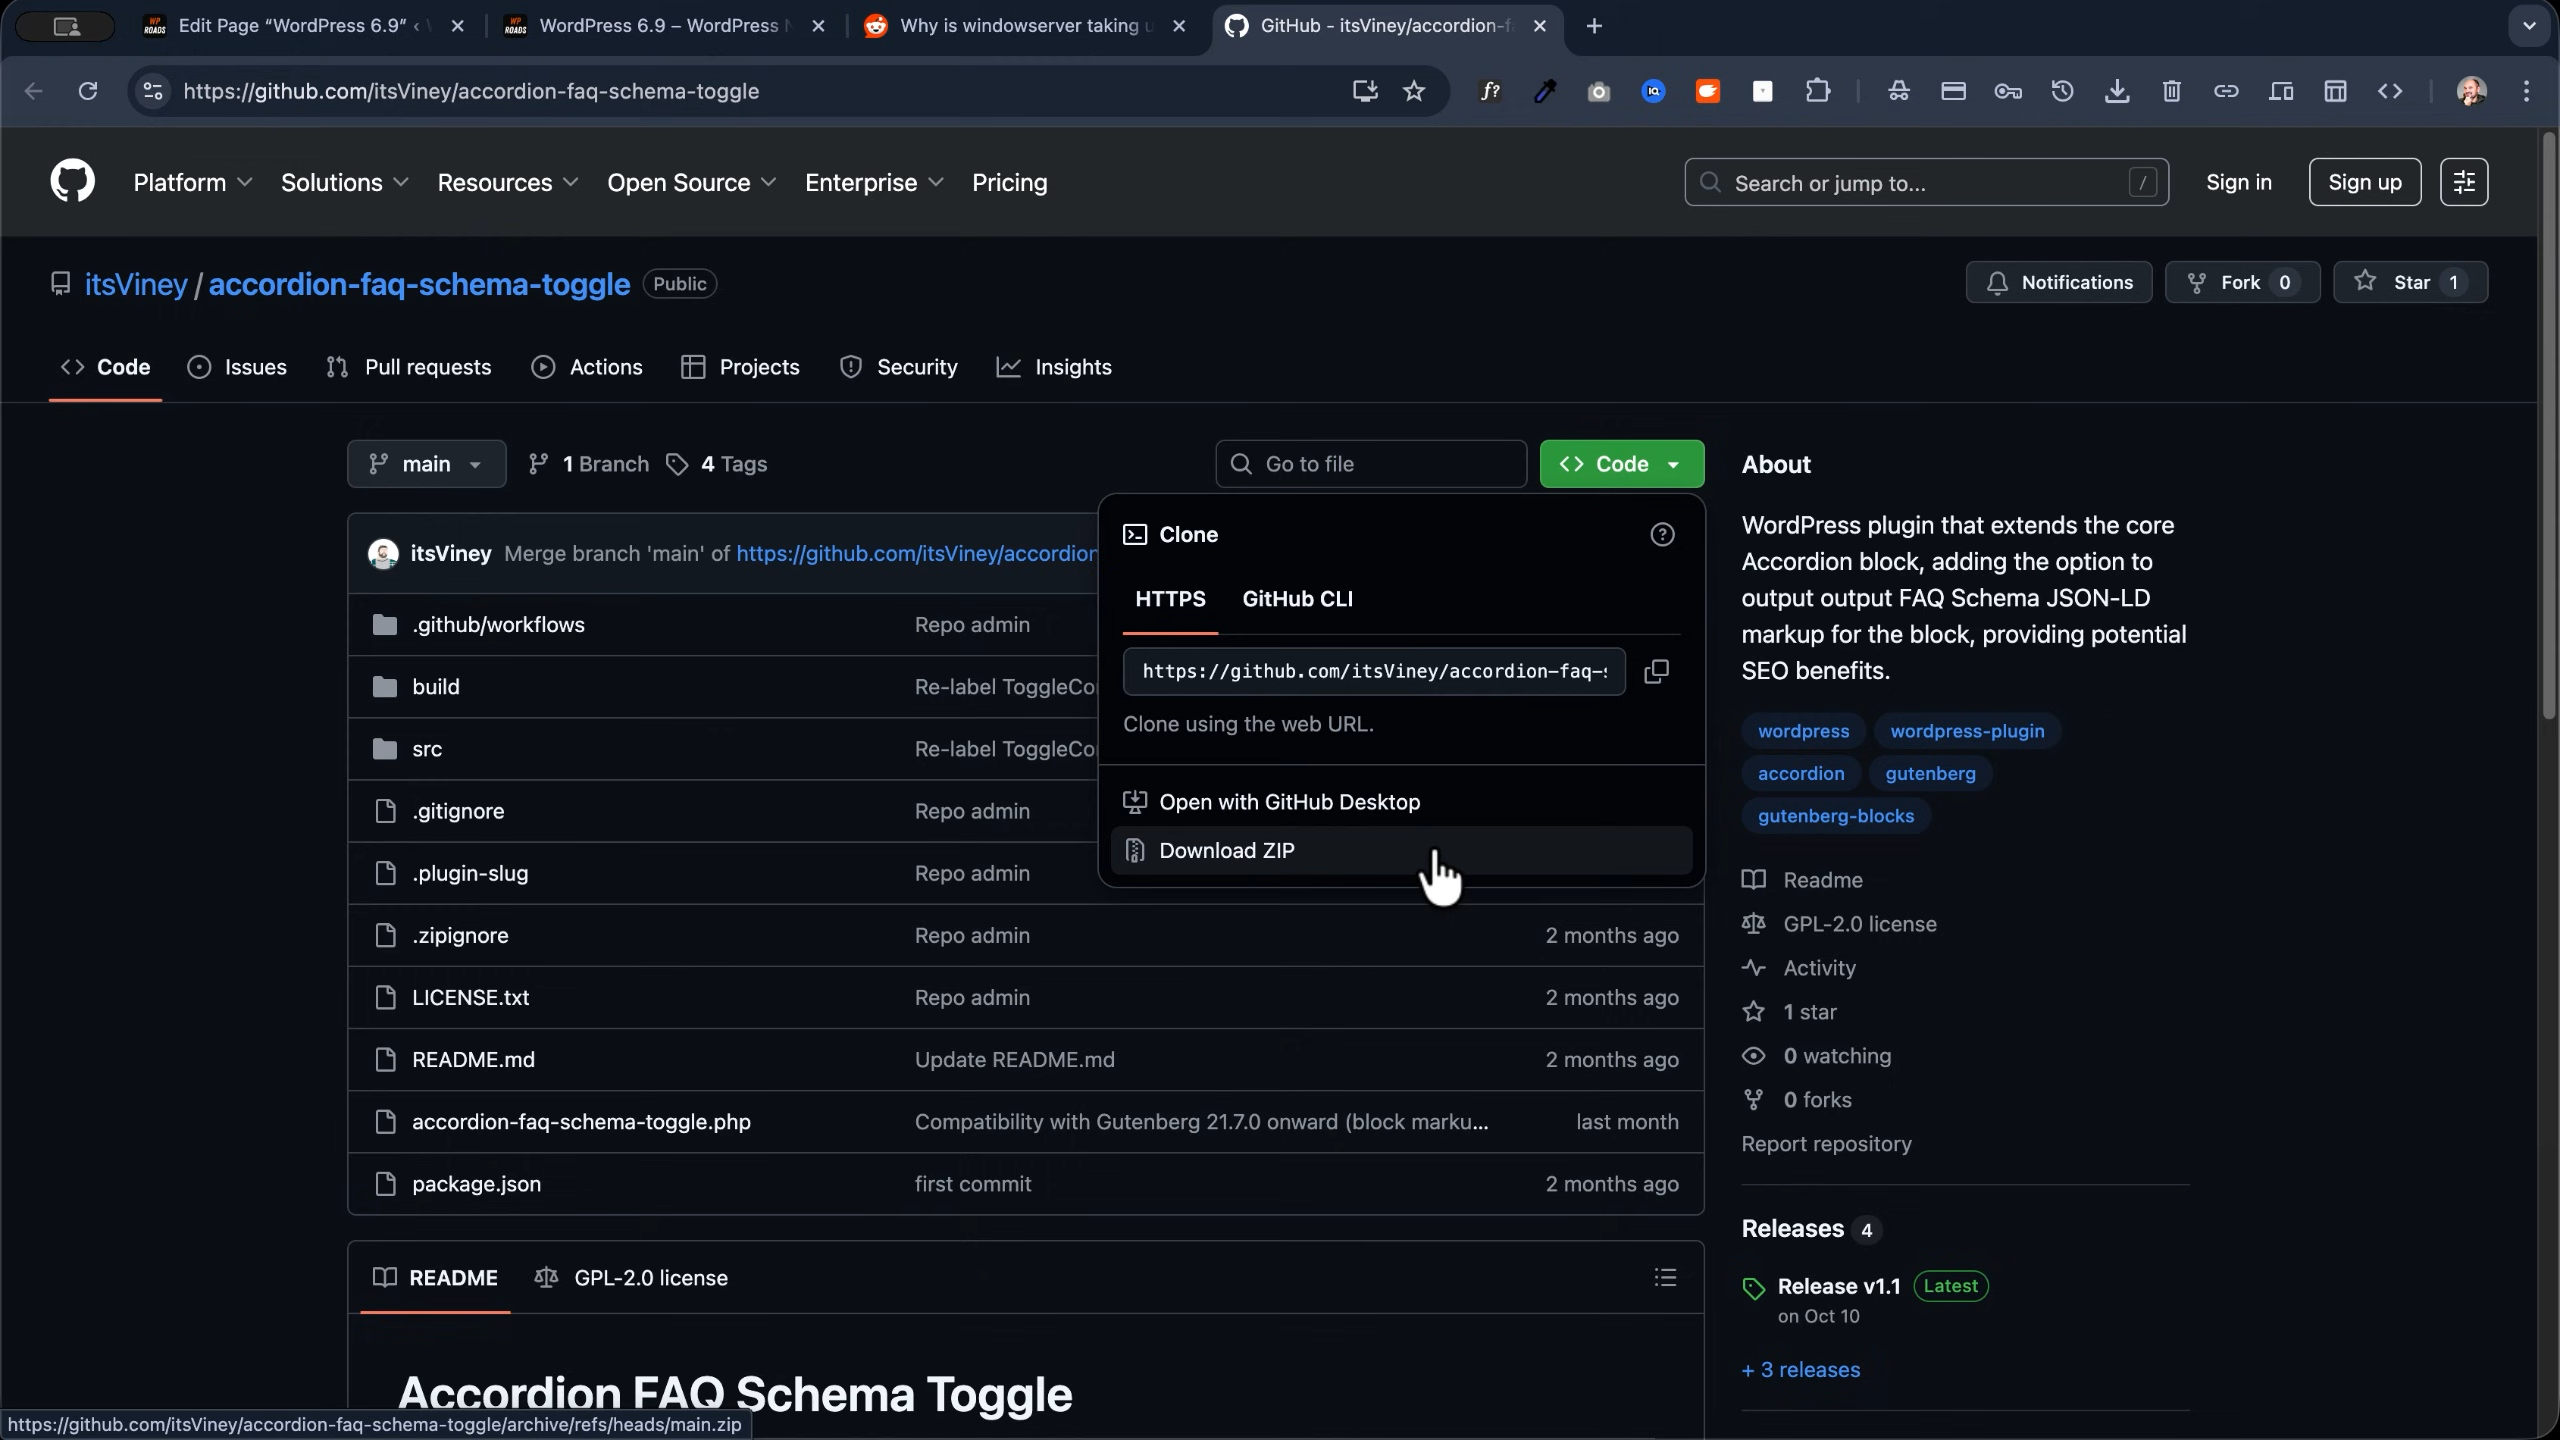 Edit Page “WordPress 6.9” ‹
WordPress 6.9 – WordPress
Why is windowserver taking
GitHub - itsViney/accordion-f
https://github.com/itsViney/accordion-faq-schema-toggle
Platform
Solutions
Resources
Open Source
Enterprise
Pricing
Search or jump to...
/
Sign in
Sign up
itsViney / accordion-faq-schema-toggle
Public
Notifications
Fork 0
Star 1
Code
Issues
Pull requests
Actions
Projects
Security
Insights
main
1 Branch
4 Tags
Go to file
Code
Clone
HTTPS
GitHub CLI
https://github.com/itsViney/accordion-faq-
Clone using the web URL.
Open with GitHub Desktop
Download ZIP
itsViney Merge branch 'main' of https://github.com/itsViney/accordion
.github/workflows Repo admin
build Re-label ToggleCo
src Re-label ToggleCo
.gitignore Repo admin
.plugin-slug Repo admin
.zipignore Repo admin 2 months ago
LICENSE.txt Repo admin 2 months ago
README.md Update README.md 2 months ago
accordion-faq-schema-toggle.php Compatibility with Gutenberg 21.7.0 onward (block marku... last month
package.json first commit 2 months ago
README
GPL-2.0 license
Accordion FAQ Schema Toggle
About
WordPress plugin that extends the core
Accordion block, adding the option to
output output FAQ Schema JSON-LD
markup for the block, providing potential
SEO benefits.
wordpress wordpress-plugin
accordion gutenberg
gutenberg-blocks
Readme
GPL-2.0 license
Activity
1 star
0 watching
0 forks
Report repository
Releases 4
Release v1.1 Latest
on Oct 10
+ 3 releases
https://github.com/itsViney/accordion-faq-schema-toggle/archive/refs/heads/main.zip